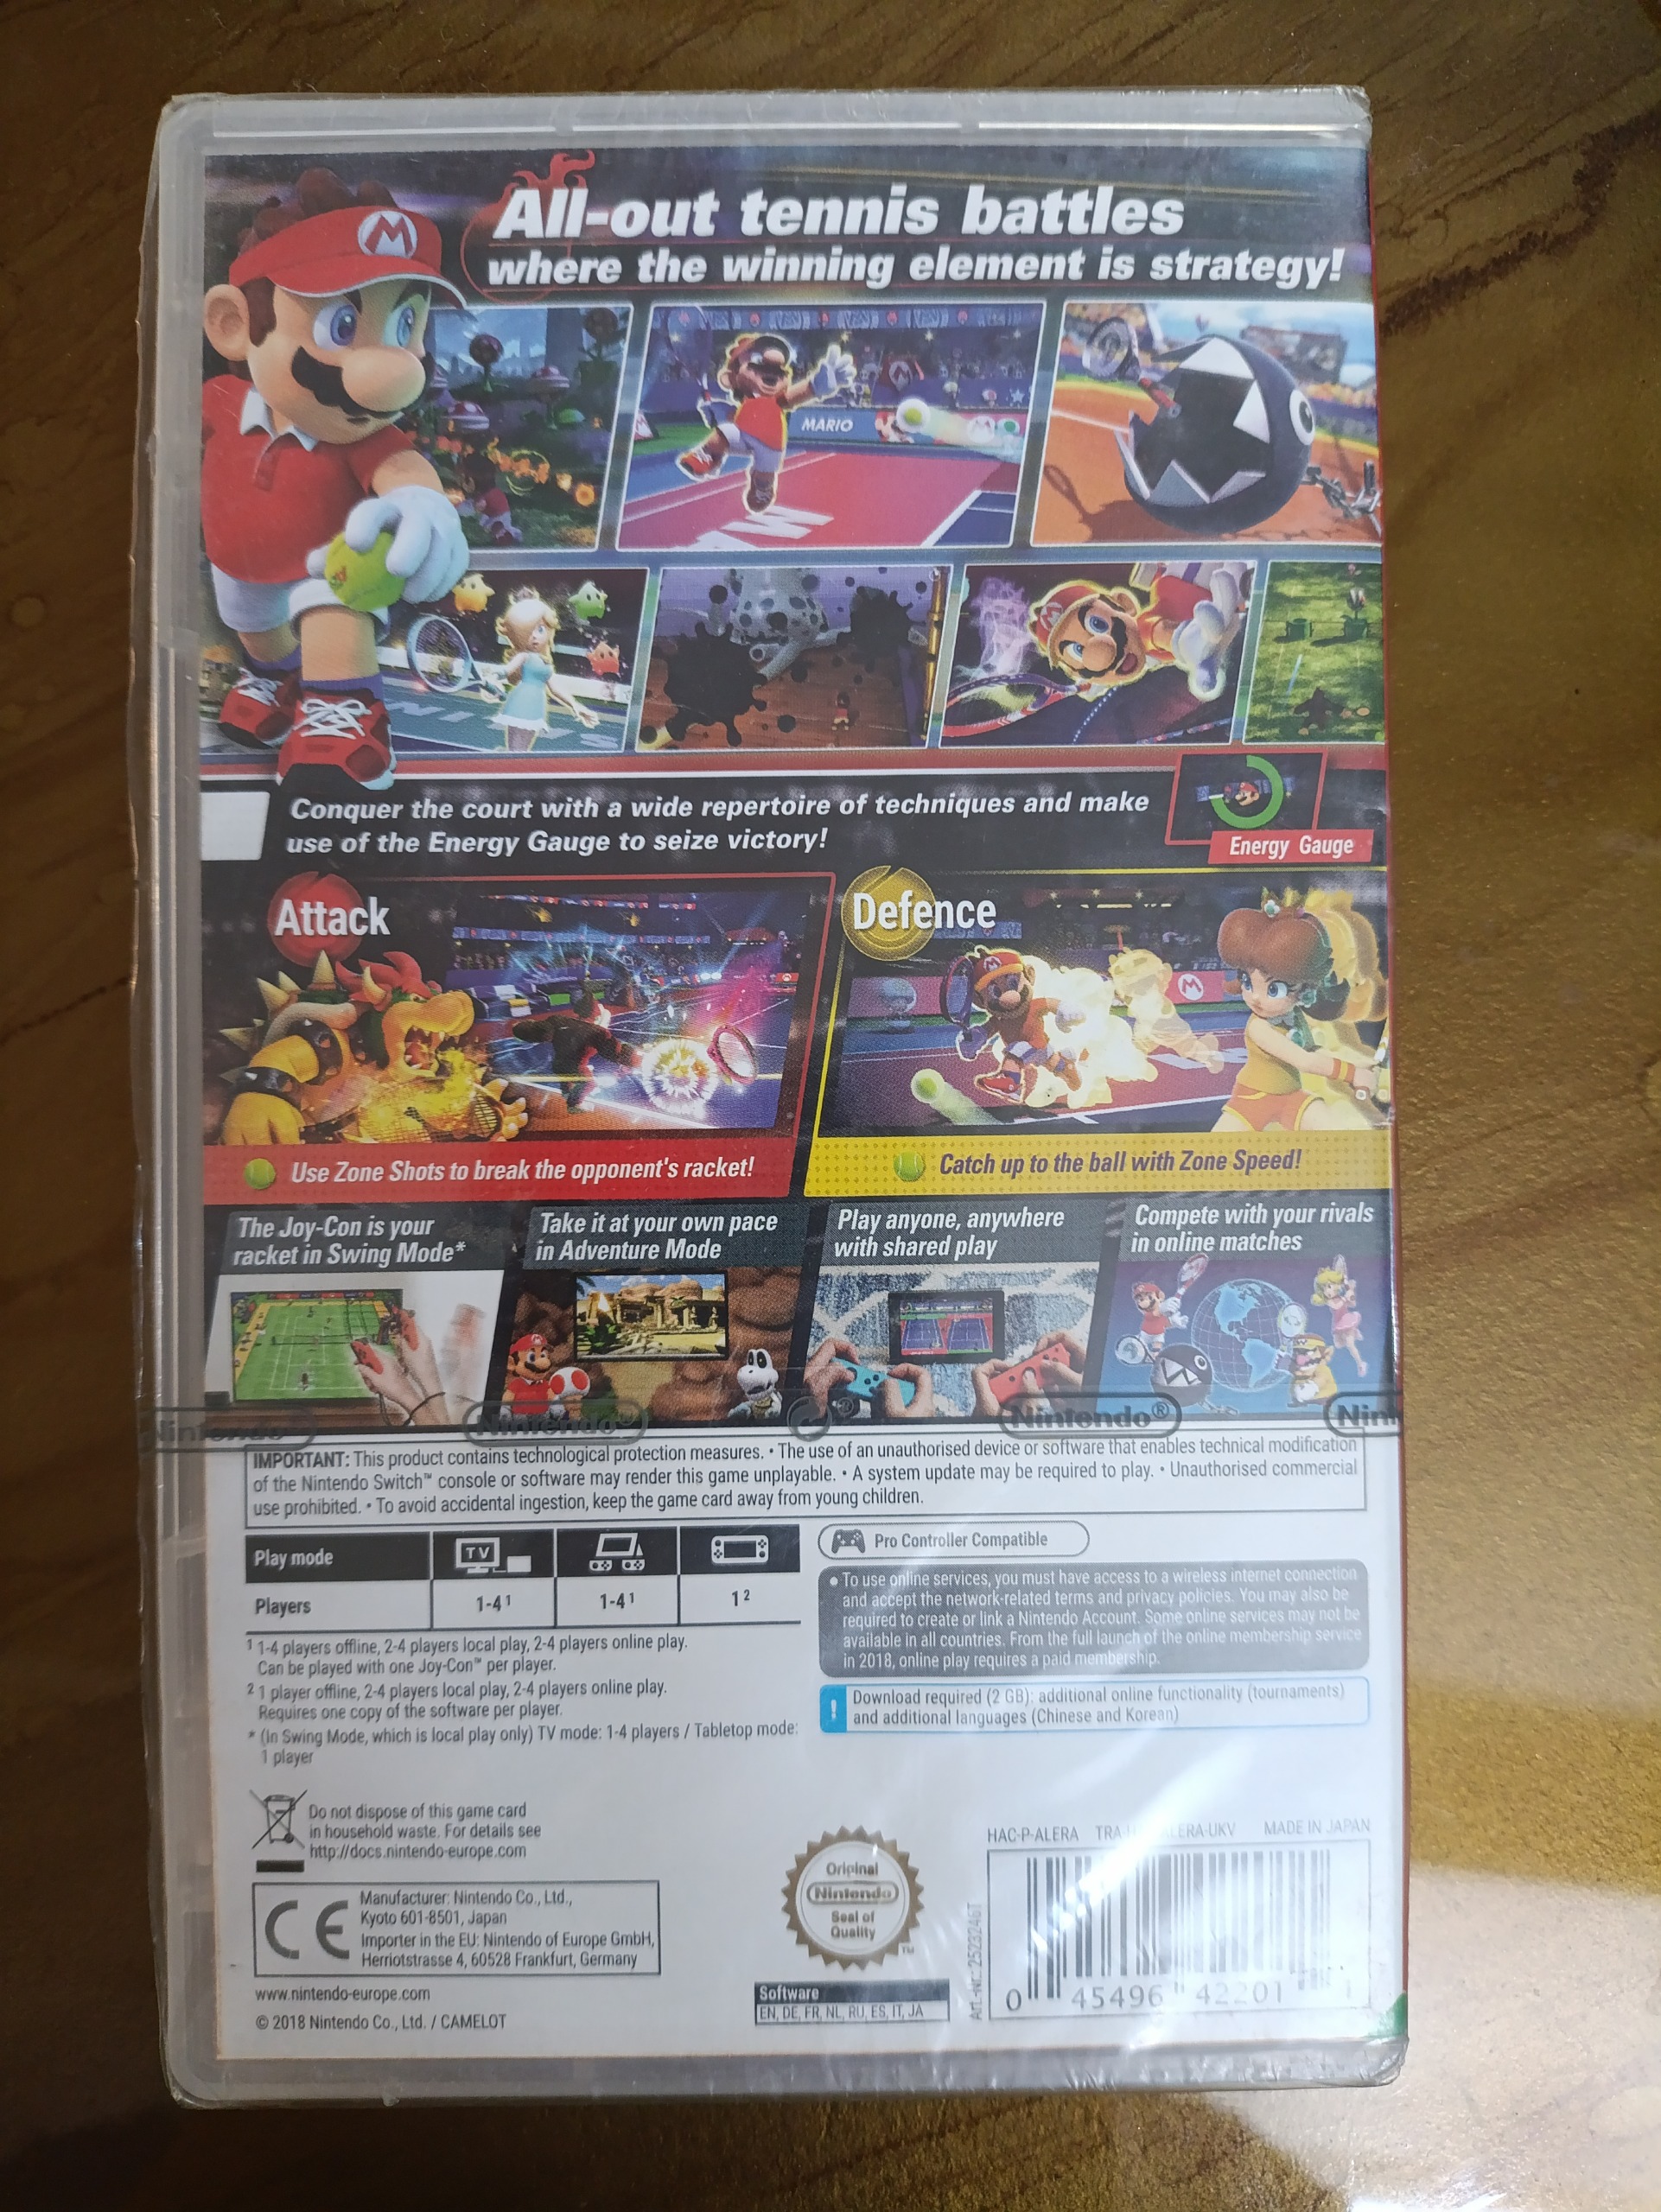 All-out tennis battles
where the winning element is strategy!
M
MARIO
Conquer the court with a wide repertoire of techniques and make
use of the Energy Gauge to seize victory!
Energy Gauge
Attack
Defence
Use Zone Shots to break the opponent's racket!
Catch up to the ball with Zone Speed!
The Joy-Con is your
racket in Swing Mode*
Take it at your own pace
in Adventure Mode
Play anyone, anywhere
with shared play
Compete with your rivals
in online matches
Nintendo Nintendo® Nintendo® Nin
IMPORTANT: This product contains technological protection measures. • The use of an unauthorised device or software that enables technical modification
of the Nintendo Switch™ console or software may render this game unplayable. • A system update may be required to play. • Unauthorised commercial
use prohibited. • To avoid accidental ingestion, keep the game card away from young children.
Play mode TV
Players 1-4¹ 1-4¹ 1²
¹ 1-4 players offline, 2-4 players local play, 2-4 players online play.
Can be played with one Joy-Con™ per player.
² 1 player offline, 2-4 players local play, 2-4 players online play.
Requires one copy of the software per player.
* (In Swing Mode, which is local play only) TV mode: 1-4 players / Tabletop mode:
1 player
Pro Controller Compatible
• To use online services, you must have access to a wireless internet connection
and accept the network-related terms and privacy policies. You may also be
required to create or link a Nintendo Account. Some online services may not be
available in all countries. From the full launch of the online membership service
in 2018, online play requires a paid membership.
! Download required (2 GB): additional online functionality (tournaments)
and additional languages (Chinese and Korean)
Do not dispose of this game card
in household waste. For details see
http://docs.nintendo-europe.com
CE
Manufacturer: Nintendo Co., Ltd.,
Kyoto 601-8501, Japan
Importer in the EU: Nintendo of Europe GmbH,
Herriotstrasse 4, 60528 Frankfurt, Germany
www.nintendo-europe.com
© 2018 Nintendo Co., Ltd. / CAMELOT
Original
Nintendo
Seal of
Quality
TM
Software
EN, DE, FR, NL, RU, ES, IT, JA
HAC-P-ALERA MADE IN JAPAN
Art.-nr.: 2523246T
0 45496 42201 1